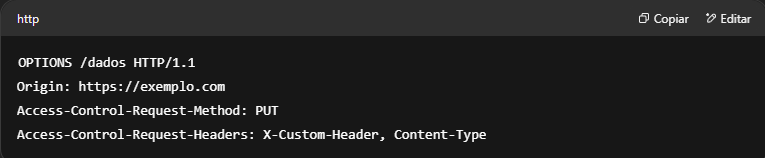 http
Copiar Editar
OPTIONS /dados HTTP/1.1
Origin: https://exemplo.com
Access-Control-Request-Method: PUT
Access-Control-Request-Headers: X-Custom-Header, Content-Type